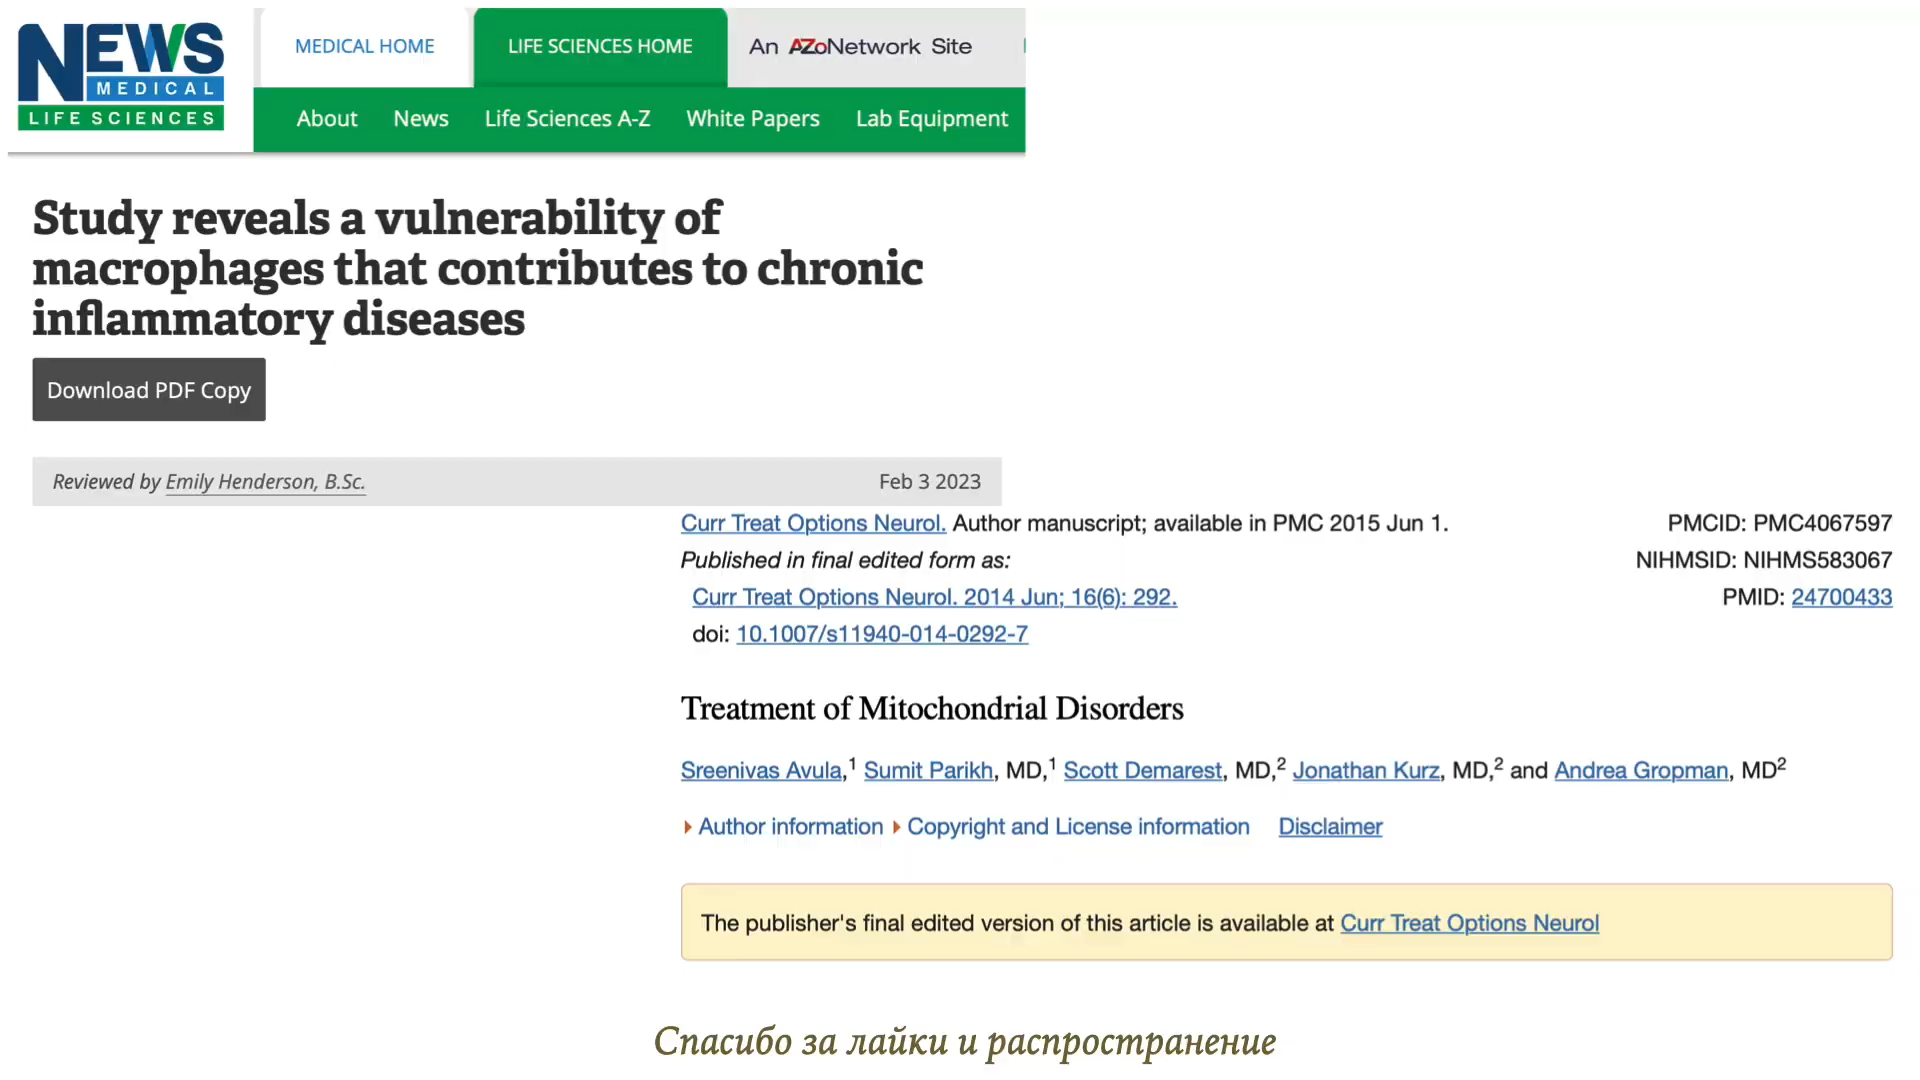 NEWS
MEDICAL
LIFE SCIENCES
MEDICAL HOME
LIFE SCIENCES HOME
An AZoNetwork Site
About
News
Life Sciences A-Z
White Papers
Lab Equipment
Study reveals a vulnerability of
macrophages that contributes to chronic
inflammatory diseases
Download PDF Copy
Reviewed by Emily Henderson, B.Sc.
Feb 3 2023
Curr Treat Options Neurol. Author manuscript; available in PMC 2015 Jun 1.
Published in final edited form as:
Curr Treat Options Neurol. 2014 Jun; 16(6): 292.
doi: 10.1007/s11940-014-0292-7
PMCID: PMC4067597
NIHMSID: NIHMS583067
PMID: 24700433
Treatment of Mitochondrial Disorders
Sreenivas Avula,1 Sumit Parikh, MD,1 Scott Demarest, MD,2 Jonathan Kurz, MD,2 and Andrea Gropman, MD2
Author information Copyright and License information Disclaimer
The publisher's final edited version of this article is available at Curr Treat Options Neurol
Спасибо за лайки и распространение